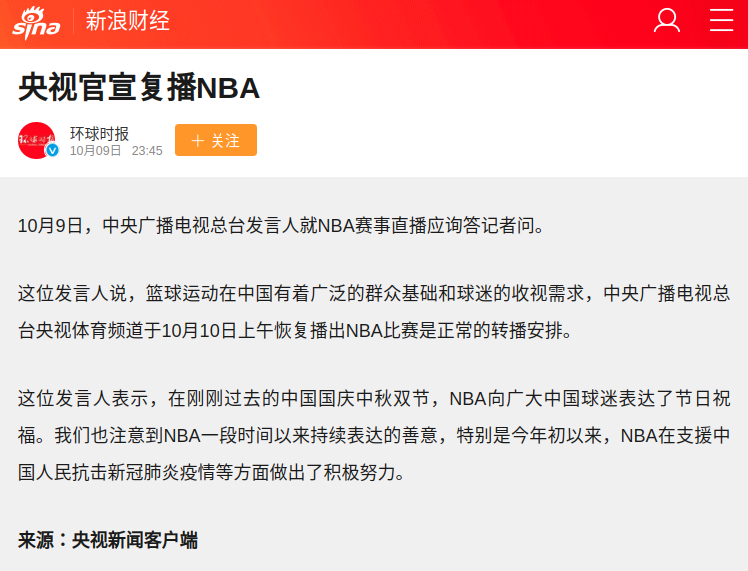 sina 新浪财经
央视官宣复播NBA
环球时报
10月09日 23:45
+ 关注
10月9日，中央广播电视总台发言人就NBA赛事直播应询答记者问。
这位发言人说，篮球运动在中国有着广泛的群众基础和球迷的收视需求，中央广播电视总
台央视体育频道于10月10日上午恢复播出NBA比赛是正常的转播安排。
这位发言人表示，在刚刚过去的中国国庆中秋双节，NBA向广大中国球迷表达了节日祝
福。我们也注意到NBA一段时间以来持续表达的善意，特别是今年初以来，NBA在支援中
国人民抗击新冠肺炎疫情等方面做出了积极努力。
来源：央视新闻客户端